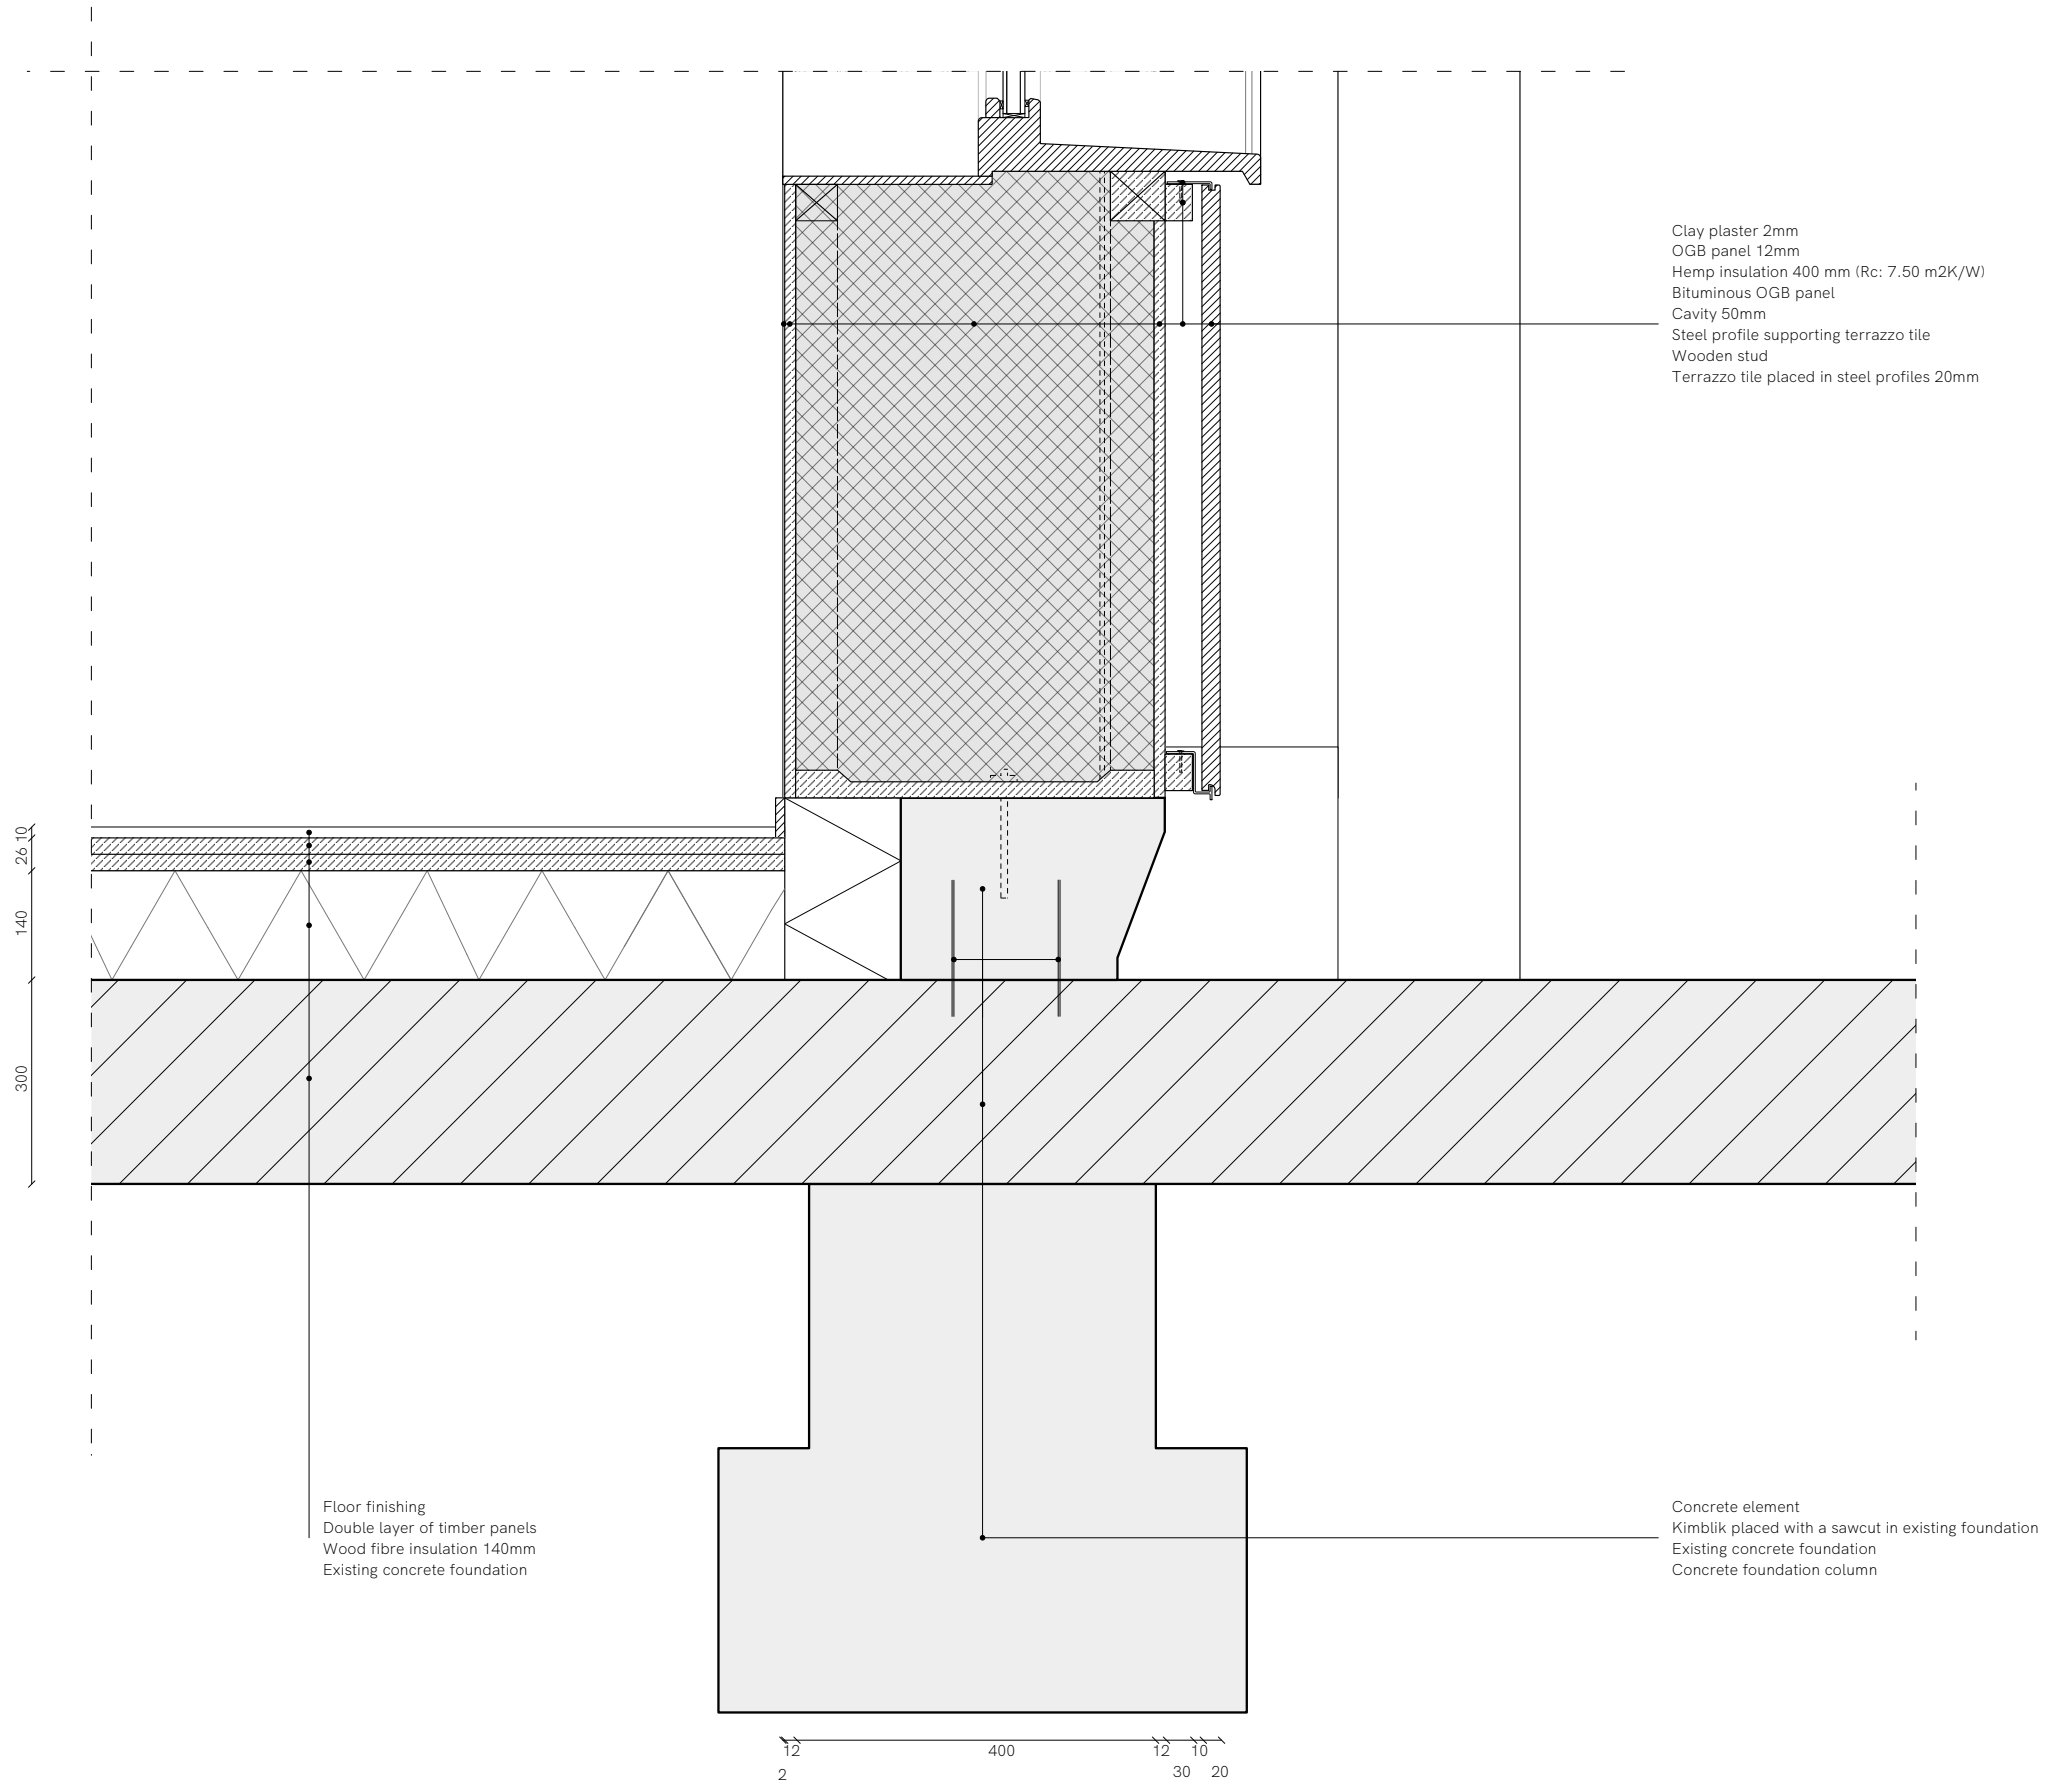 Clay plaster 2mm
OGB panel 12mm
Hemp insulation 400 mm (Rc: 7.50 m2K/W)
Bituminous OGB panel
Cavity 50mm
Steel profile supporting terrazzo tile
Wooden stud
Terrazzo tile placed in steel profiles 20mm
10
26
140
300
Floor finishing
Double layer of timber panels
Wood fibre insulation 140mm
Existing concrete foundation
Concrete element
Kimblik placed with a sawcut in existing foundation
Existing concrete foundation
Concrete foundation column
12 400 12 10
2 30 20